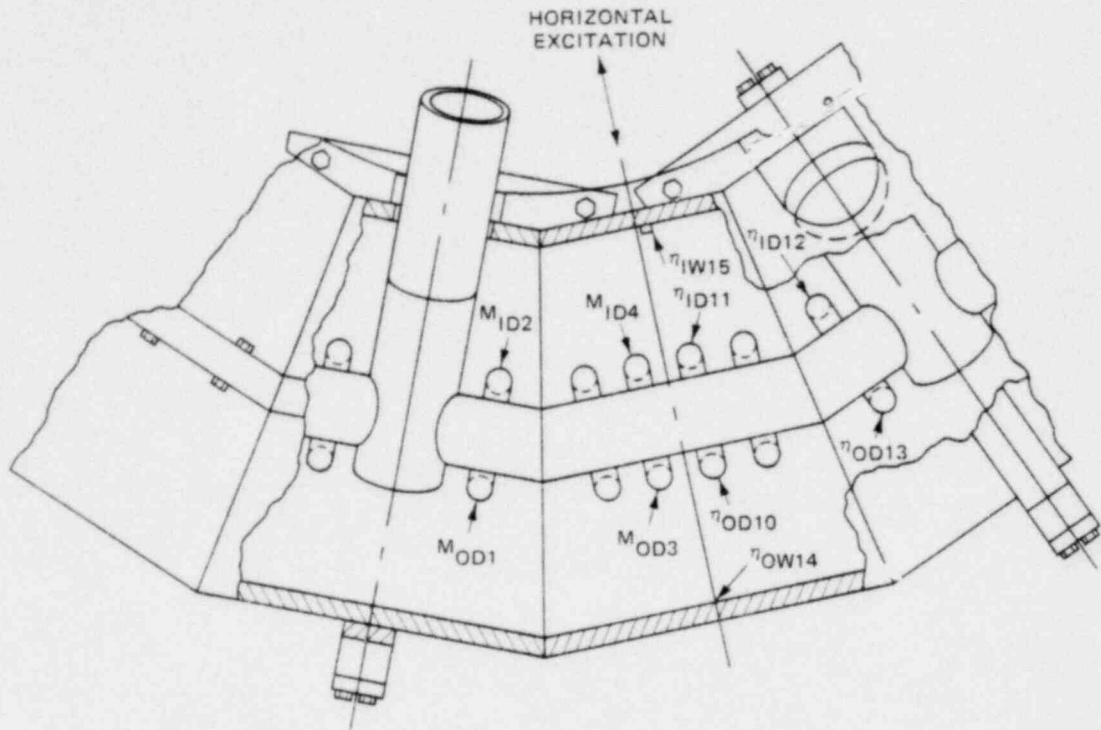 HORIZONTAL
EXCITATION
ηID12
ηIW15
ηID11
MID2
MID4
ηOD13
ηOD10
MOD1
MOD3
ηOW14